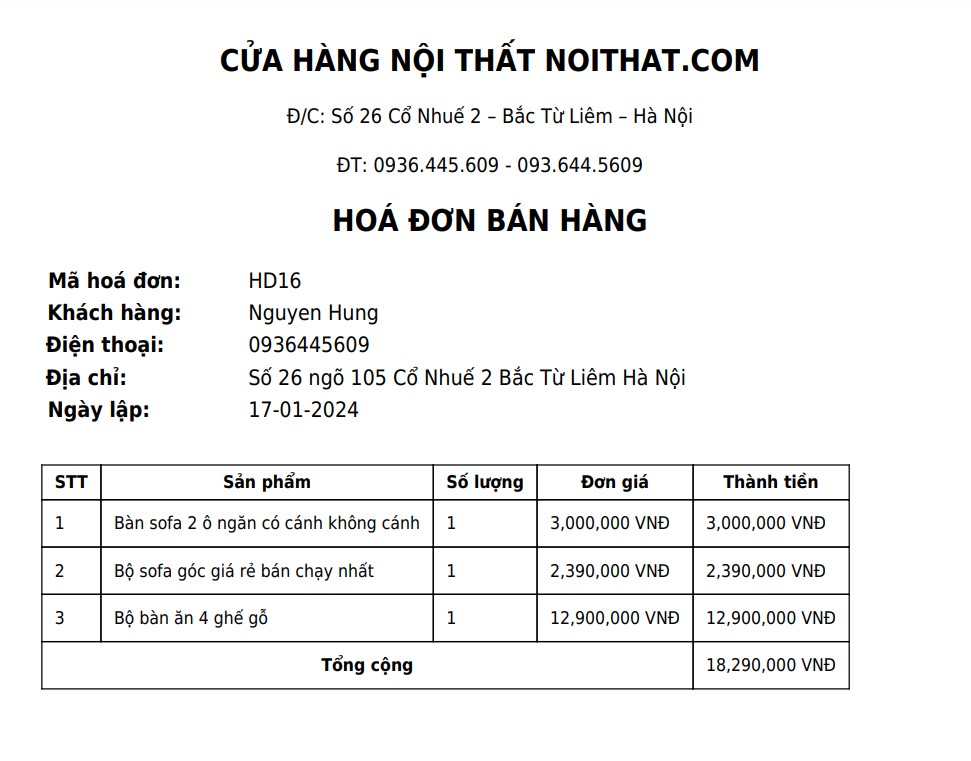 CỬA HÀNG NỘI THẤT NOITHAT.COM
Đ/C: Số 26 Cổ Nhuế 2 – Bắc Từ Liêm – Hà Nội
ĐT: 0936.445.609 - 093.644.5609
HOÁ ĐƠN BÁN HÀNG
Mã hoá đơn: HD16
Khách hàng: Nguyen Hung
Điện thoại: 0936445609
Địa chỉ: Số 26 ngõ 105 Cổ Nhuế 2 Bắc Từ Liêm Hà Nội
Ngày lập: 17-01-2024
STT Sản phẩm Số lượng Đơn giá Thành tiền
1 Bàn sofa 2 ô ngăn có cánh không cánh 1 3,000,000 VNĐ 3,000,000 VNĐ
2 Bộ sofa góc giá rẻ bán chạy nhất 1 2,390,000 VNĐ 2,390,000 VNĐ
3 Bộ bàn ăn 4 ghế gỗ 1 12,900,000 VNĐ 12,900,000 VNĐ
Tổng cộng 18,290,000 VNĐ